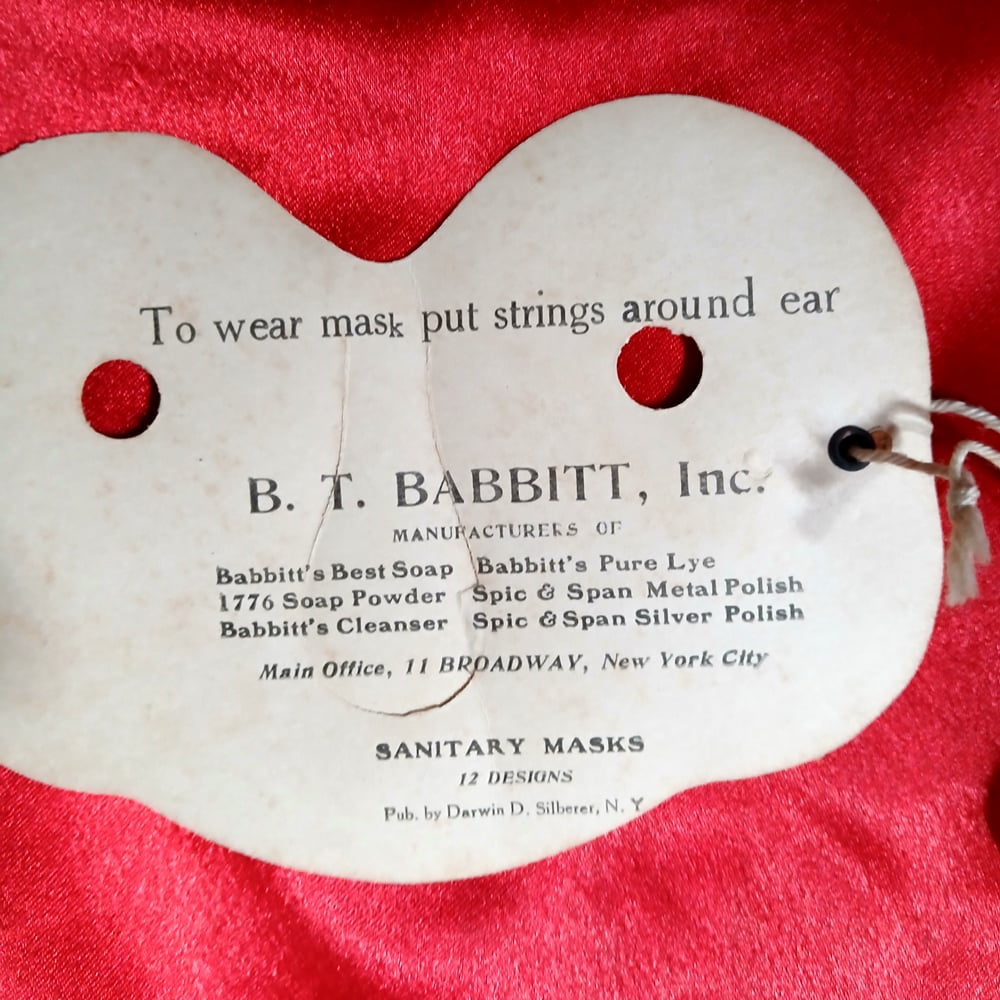 To wear mask put strings around ear
B. T. BABBITT, Inc.
MANUFACTURERS OF
Babbitt's Best Soap Babbitt's Pure Lye
1776 Soap Powder Spic & Span Metal Polish
Babbitt's Cleanser Spic & Span Silver Polish
Main Office, 11 BROADWAY, New York City
SANITARY MASKS
12 DESIGNS
Pub. by Darwin D. Silberer, N. Y